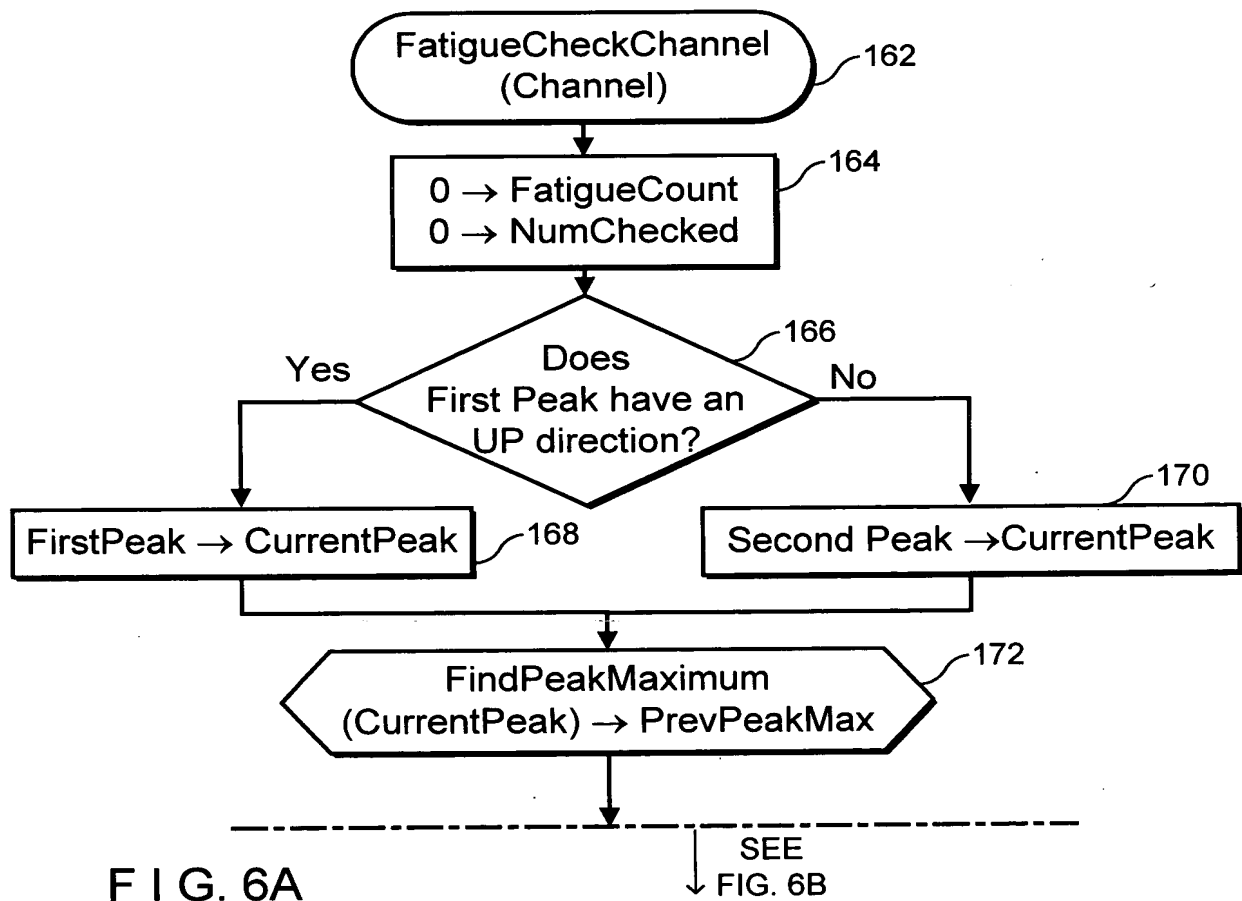 FatigueCheckChannel
(Channel)
162
164
0 → FatigueCount
0 → NumChecked
166
Yes
Does
First Peak have an
UP direction?
No
170
FirstPeak → CurrentPeak
168
Second Peak →CurrentPeak
172
FindPeakMaximum
(CurrentPeak) → PrevPeakMax
SEE
FIG. 6B
F I G. 6A